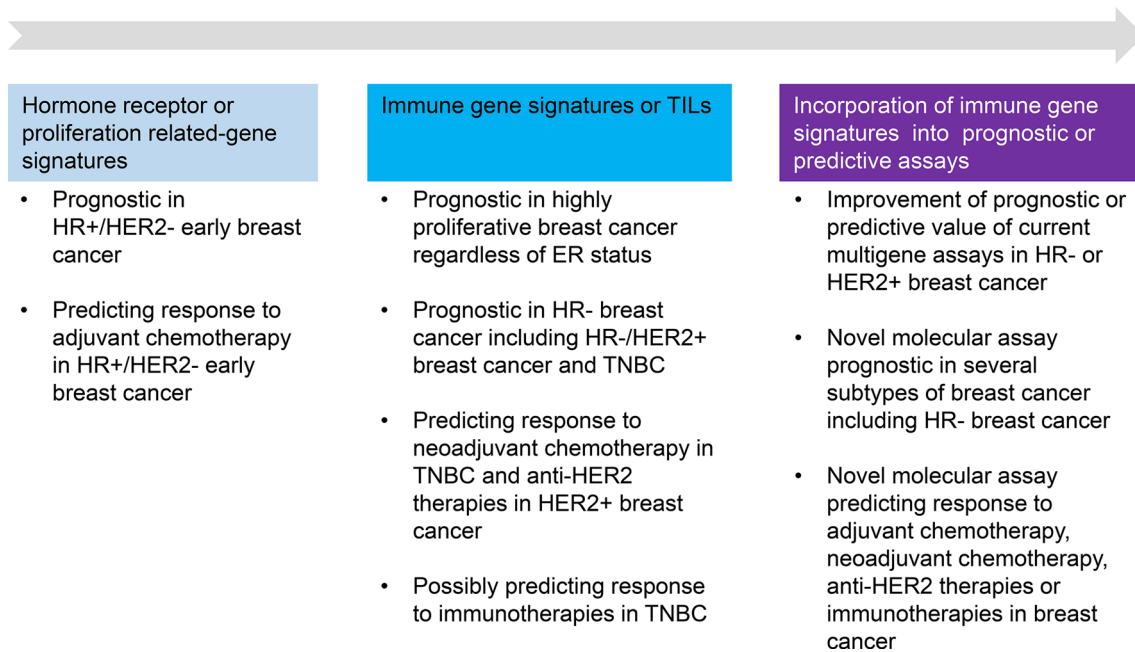 Hormone receptor or
proliferation related-gene
signatures
• Prognostic in
HR+/HER2- early breast
cancer
• Predicting response to
adjuvant chemotherapy
in HR+/HER2- early
breast cancer
Immune gene signatures or TILs
• Prognostic in highly
proliferative breast cancer
regardless of ER status
• Prognostic in HR- breast
cancer including HR-/HER2+
breast cancer and TNBC
• Predicting response to
neoadjuvant chemotherapy in
TNBC and anti-HER2
therapies in HER2+ breast
cancer
• Possibly predicting response
to immunotherapies in TNBC
Incorporation of immune gene
signatures into prognostic or
predictive assays
• Improvement of prognostic or
predictive value of current
multigene assays in HR- or
HER2+ breast cancer
• Novel molecular assay
prognostic in several
subtypes of breast cancer
including HR- breast cancer
• Novel molecular assay
predicting response to
adjuvant chemotherapy,
neoadjuvant chemotherapy,
anti-HER2 therapies or
immunotherapies in breast
cancer